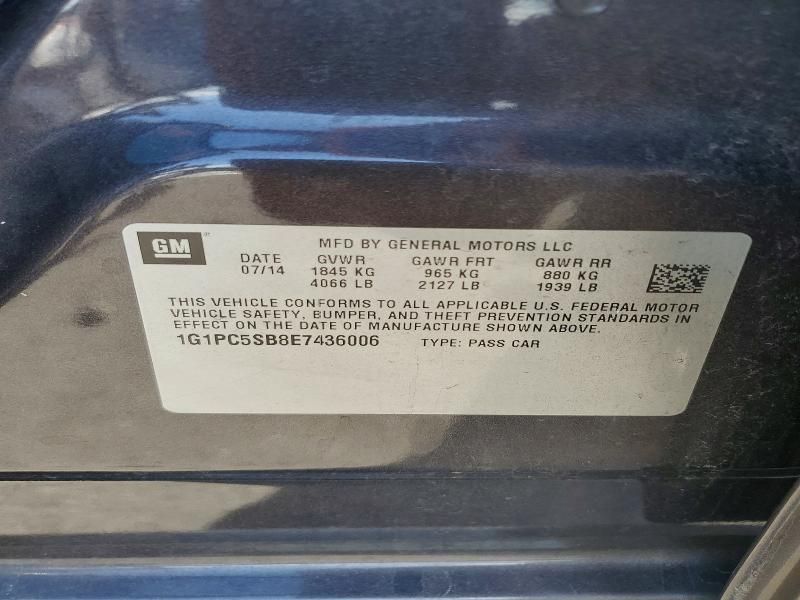 GM
MFD BY GENERAL MOTORS LLC
DATE GVWR GAWR FRT GAWR RR
07/14 1845 KG 965 KG 880 KG
4066 LB 2127 LB 1939 LB
THIS VEHICLE CONFORMS TO ALL APPLICABLE U.S. FEDERAL MOTOR
VEHICLE SAFETY, BUMPER, AND THEFT PREVENTION STANDARDS IN
EFFECT ON THE DATE OF MANUFACTURE SHOWN ABOVE.
1G1PC5SB8E7436006 TYPE: PASS CAR